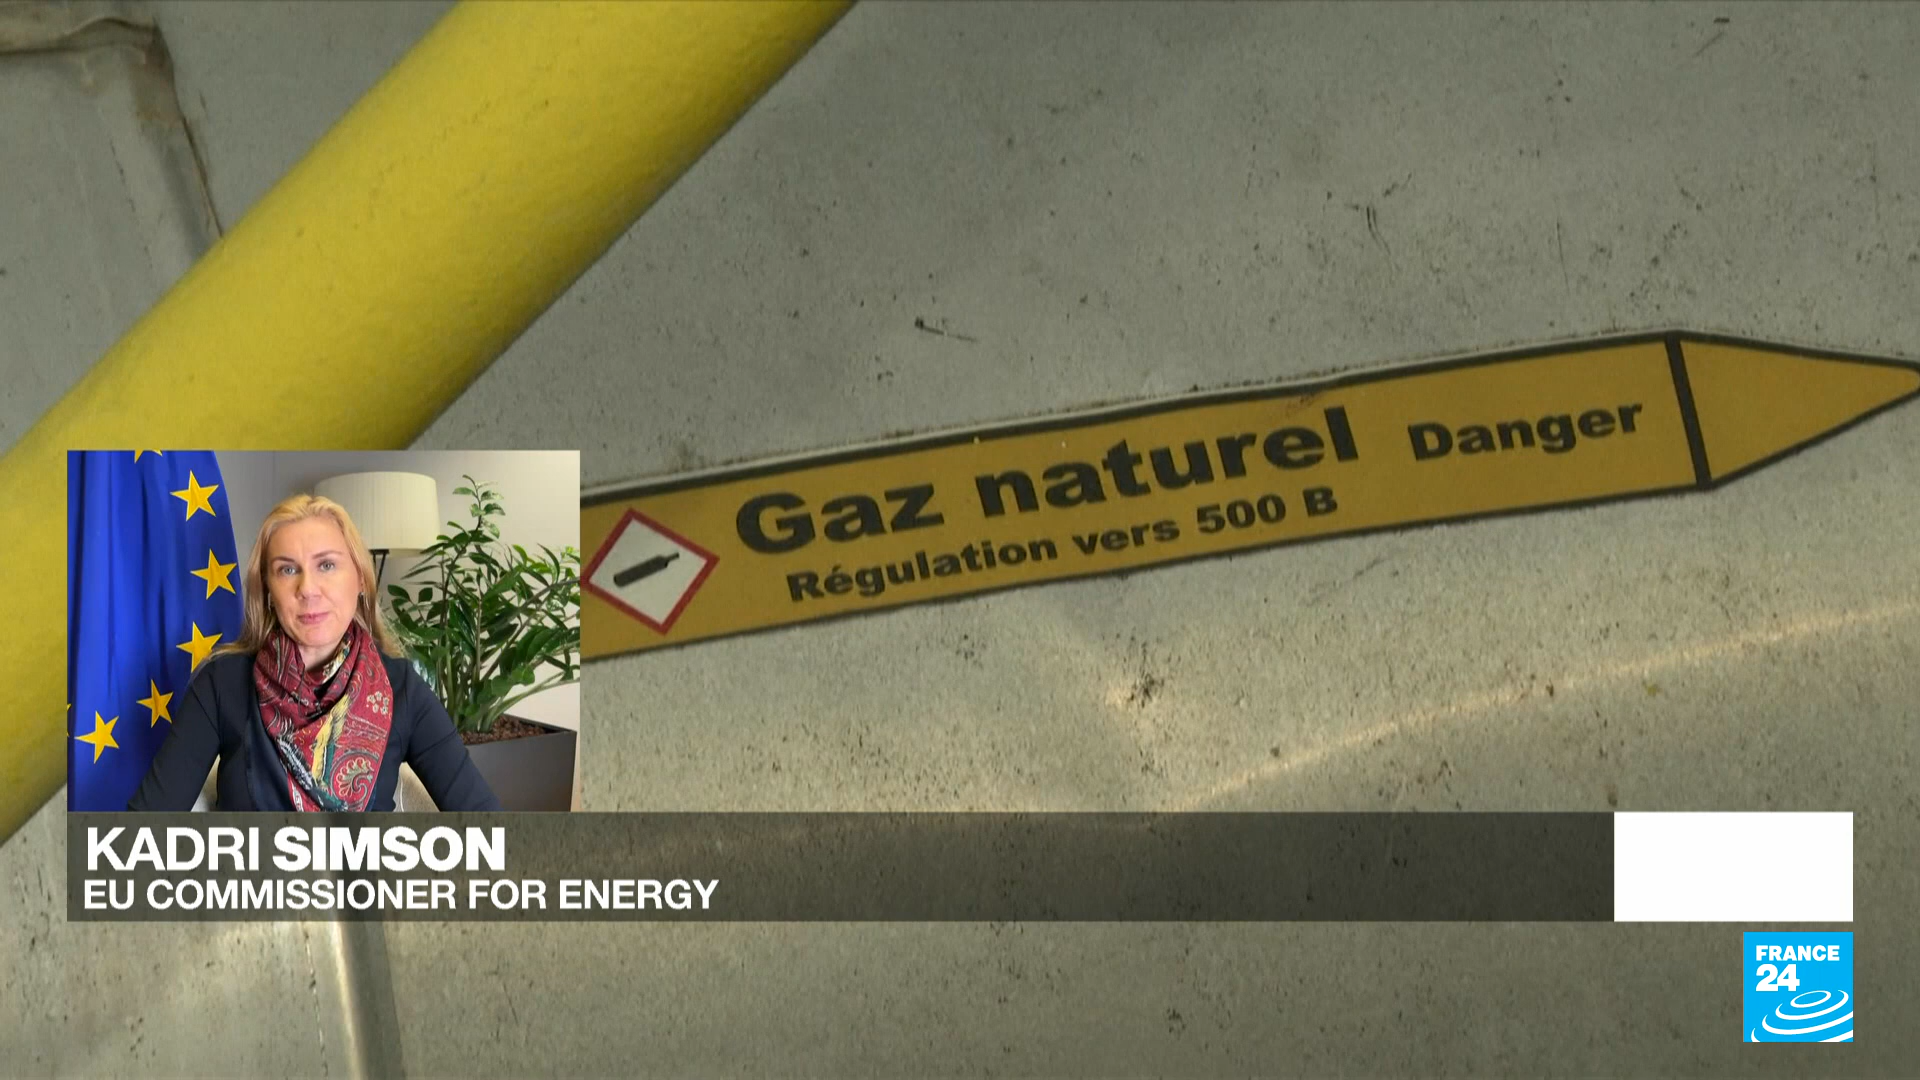 Gaz naturel Danger
Régulation vers 500 B
KADRI SIMSON
EU COMMISSIONER FOR ENERGY
FRANCE
24